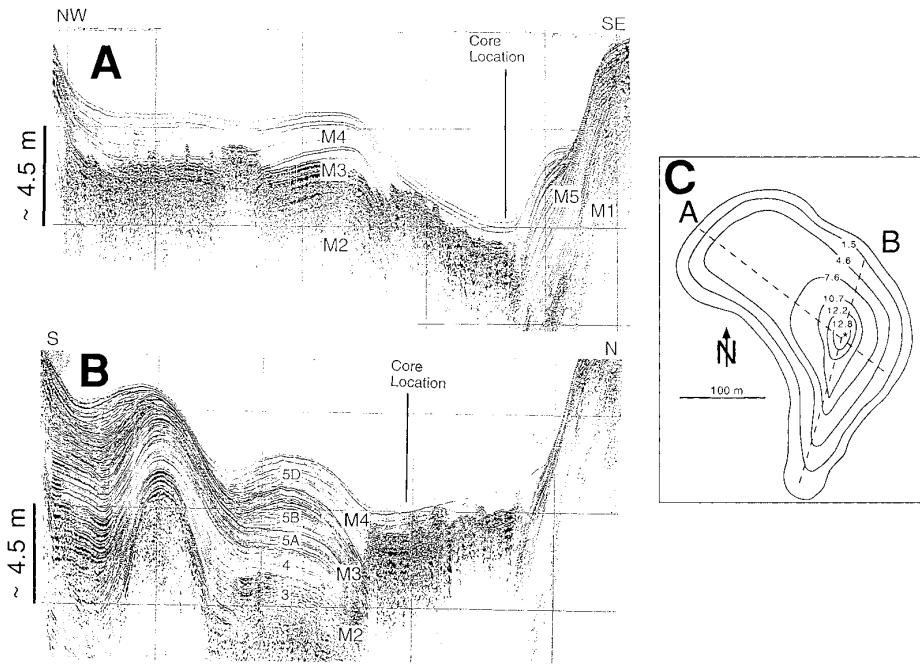 NW
SE
A
Core
Location
~ 4.5 m
M4
M3
M5
M1
M2
S
N
B
Core
Location
~ 4.5 m
5D
5B
M4
5A
4
M3
3
M2
C
A
B
1.5
4.6
7.6
10.7
12.2
12.8
N
100 m